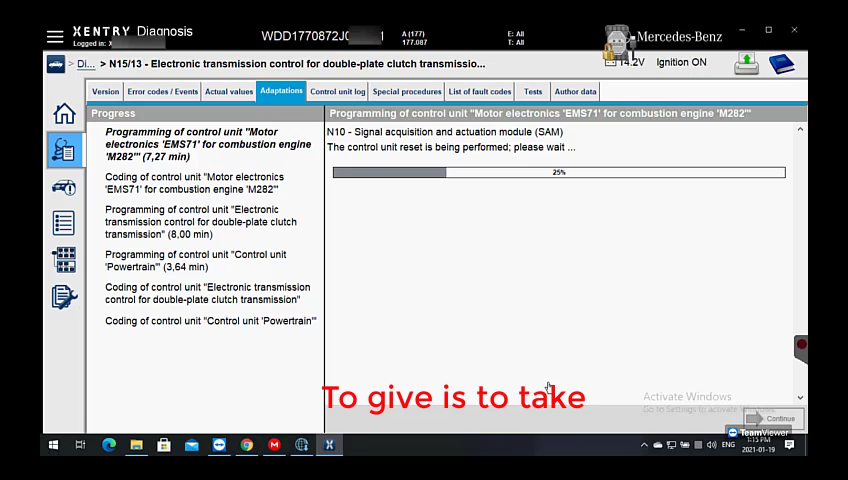 XENTRY Diagnosis
Logged in:
WDD1770872J0
A (177)
177.087
E: All
T: All
Mercedes-Benz
Di... > N15/13 - Electronic transmission control for double-plate clutch transmissio...
14.2V Ignition ON
Version Error codes / Events Actual values Adaptations Control unit log Special procedures List of fault codes Tests Author data
Progress
Programming of control unit "Motor
electronics 'EMS71' for combustion engine
'M282'" (7,27 min)
Coding of control unit "Motor electronics
'EMS71' for combustion engine 'M282'"
Programming of control unit "Electronic
transmission control for double-plate clutch
transmission" (8,00 min)
Programming of control unit "Control unit
'Powertrain'" (3,64 min)
Coding of control unit "Electronic transmission
control for double-plate clutch transmission"
Coding of control unit "Control unit 'Powertrain'"
Programming of control unit "Motor electronics 'EMS71' for combustion engine 'M282'"
N10 - Signal acquisition and actuation module (SAM)
The control unit reset is being performed; please wait ...
25%
To give is to take
Activate Windows
Go to Settings to activate Windows.
Continue
TeamViewer
ENG
1:15 PM
2021-01-19